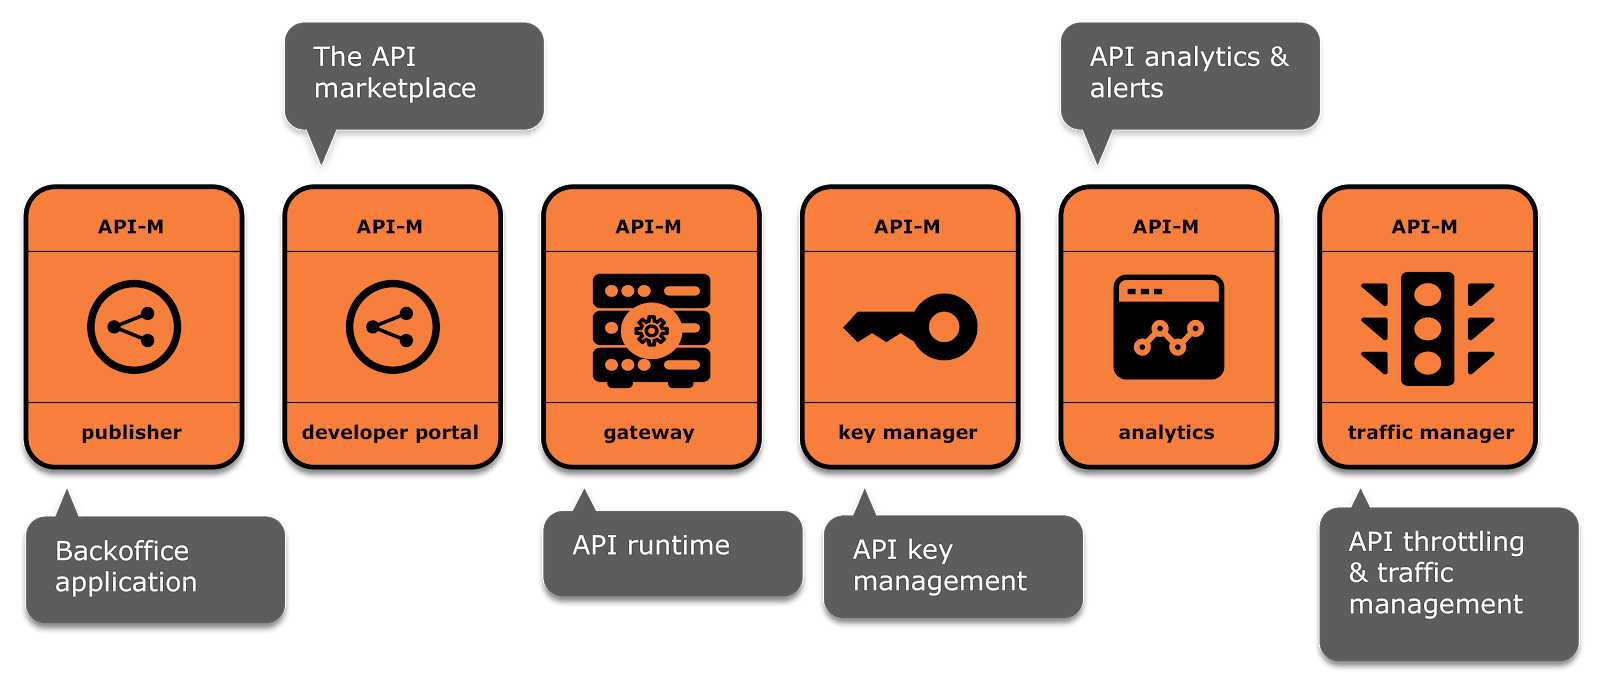 The API
marketplace
API analytics &
alerts
API-M
API-M
API-M
API-M
API-M
API-M
publisher
developer portal
gateway
key manager
analytics
traffic manager
Backoffice
application
API runtime
API key
management
API throttling
& traffic
management